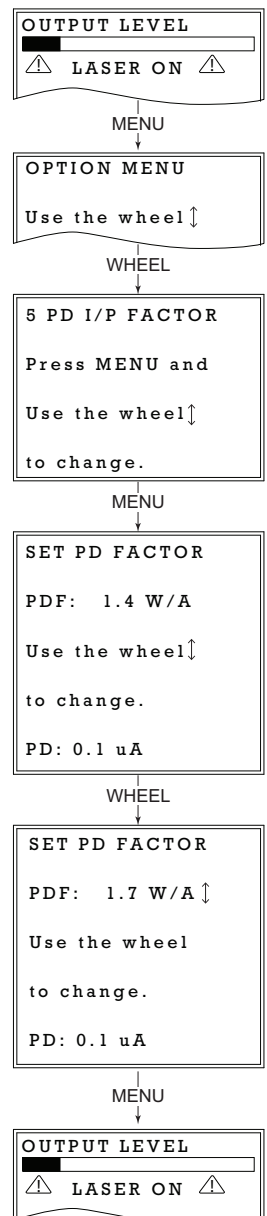 OUTPUT LEVEL
⚠ LASER ON ⚠
MENU
OPTION MENU
Use the wheel ↕
WHEEL
5 PD I/P FACTOR
Press MENU and
Use the wheel ↕
to change.
MENU
SET PD FACTOR
PDF: 1.4 W/A
Use the wheel ↕
to change.
PD: 0.1 uA
WHEEL
SET PD FACTOR
PDF: 1.7 W/A ↕
Use the wheel
to change.
PD: 0.1 uA
MENU
OUTPUT LEVEL
⚠ LASER ON ⚠